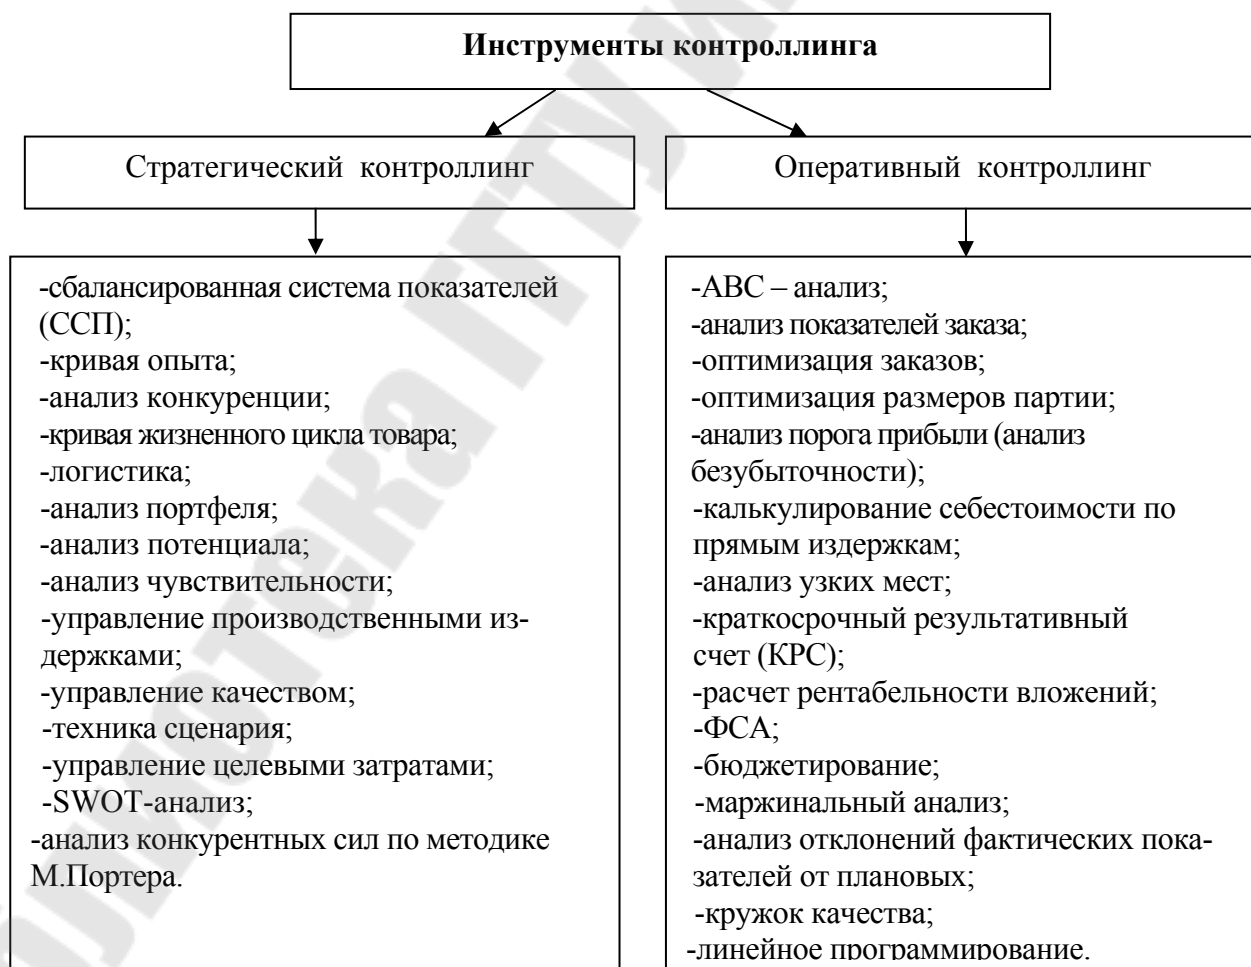 Инструменты контроллинга
Стратегический контроллинг
Оперативный контроллинг
-сбалансированная система показателей
(ССП);
-кривая опыта;
-анализ конкуренции;
-кривая жизненного цикла товара;
-логистика;
-анализ портфеля;
-анализ потенциала;
-анализ чувствительности;
-управление производственными из-
держками;
-управление качеством;
-техника сценария;
-управление целевыми затратами;
-SWOT-анализ;
-анализ конкурентных сил по методике
М.Портера.
-АВС – анализ;
-анализ показателей заказа;
-оптимизация заказов;
-оптимизация размеров партии;
-анализ порога прибыли (анализ
безубыточности);
-калькулирование себестоимости по
прямым издержкам;
-анализ узких мест;
-краткосрочный результативный
счет (КРС);
-расчет рентабельности вложений;
-ФСА;
-бюджетирование;
-маржинальный анализ;
-анализ отклонений фактических пока-
зателей от плановых;
-кружок качества;
-линейное программирование.